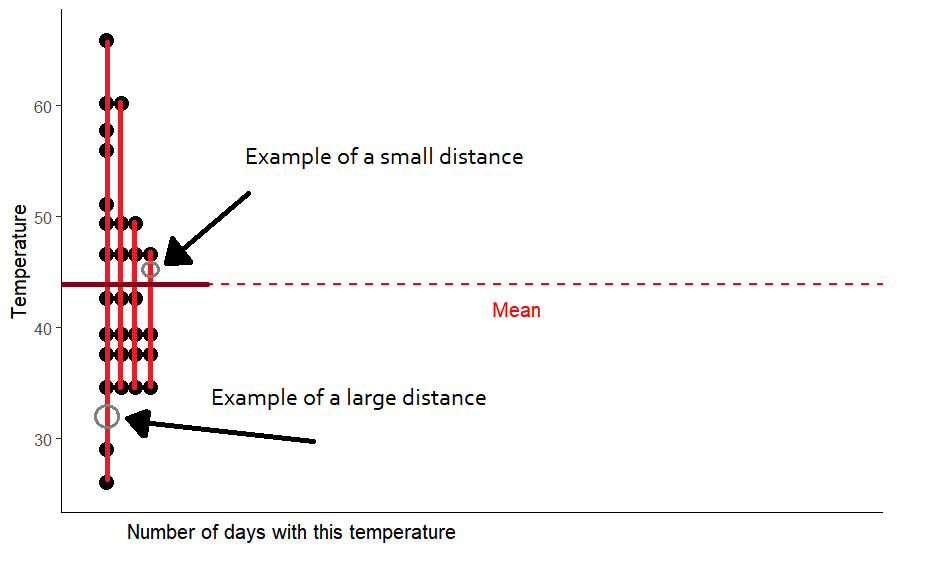 60
Example of a small distance
50
Temperature
Mean
40
Example of a large distance
30
Number of days with this temperature